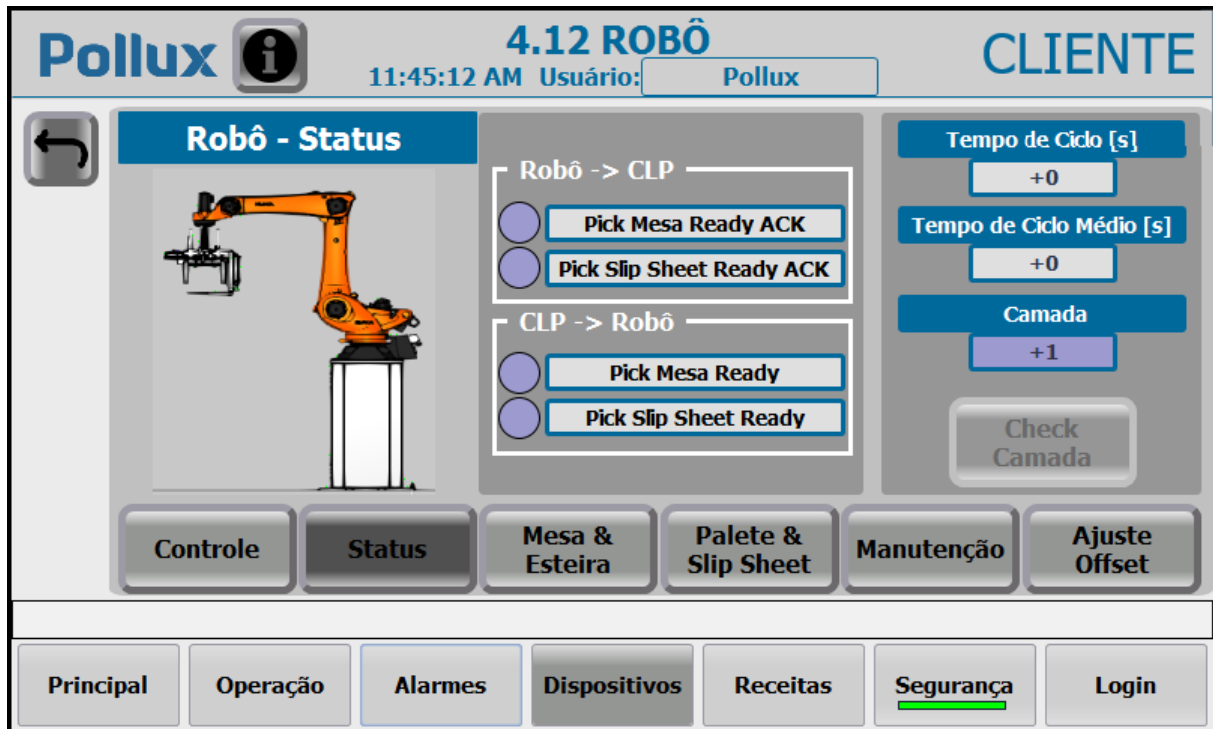 Pollux
4.12 ROBÔ
11:45:12 AM Usuário: Pollux
CLIENTE
Robô - Status
Robô -> CLP
Pick Mesa Ready ACK
Pick Slip Sheet Ready ACK
CLP -> Robô
Pick Mesa Ready
Pick Slip Sheet Ready
Tempo de Ciclo [s]
+0
Tempo de Ciclo Médio [s]
+0
Camada
+1
Check
Camada
Controle
Status
Mesa &
Esteira
Palete &
Slip Sheet
Manutenção
Ajuste
Offset
Principal
Operação
Alarmes
Dispositivos
Receitas
Segurança
Login